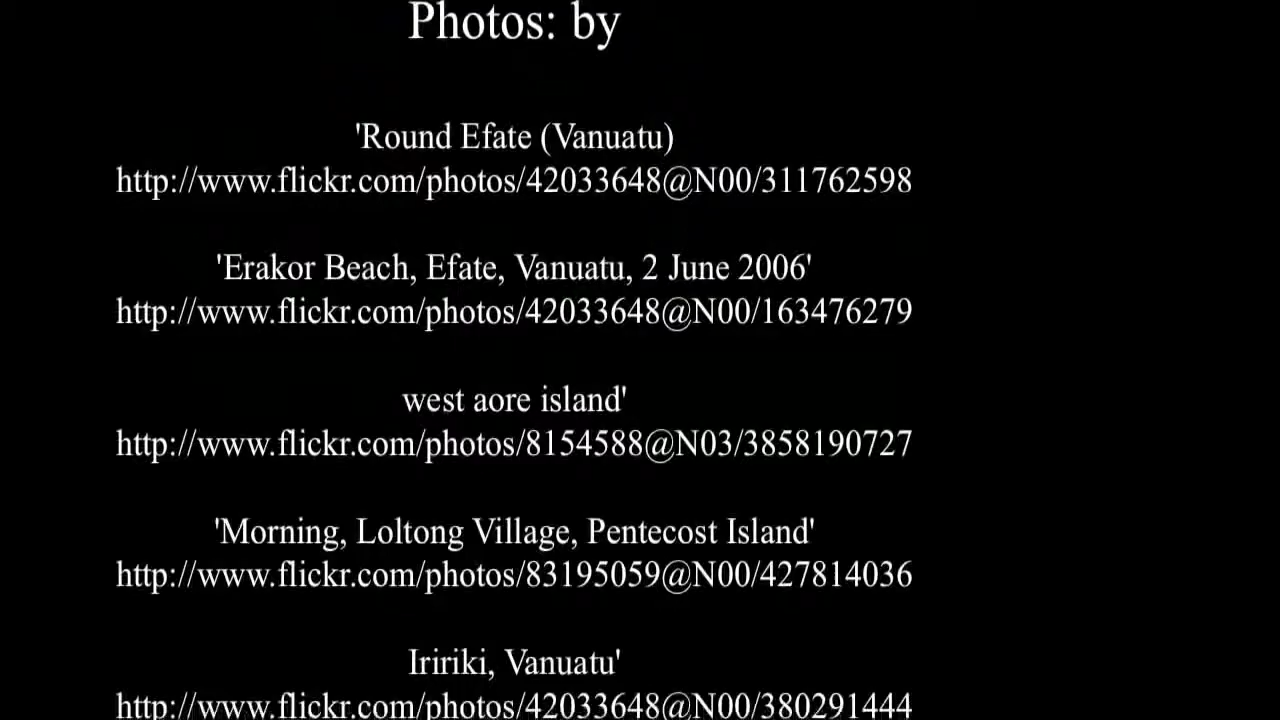 Photos: by
'Round Efate (Vanuatu)
http://www.flickr.com/photos/42033648@N00/311762598
'Erakor Beach, Efate, Vanuatu, 2 June 2006'
http://www.flickr.com/photos/42033648@N00/163476279
west aore island'
http://www.flickr.com/photos/8154588@N03/3858190727
'Morning, Loltong Village, Pentecost Island'
http://www.flickr.com/photos/83195059@N00/427814036
Iririki, Vanuatu'
http://www.flickr.com/photos/42033648@N00/380291444